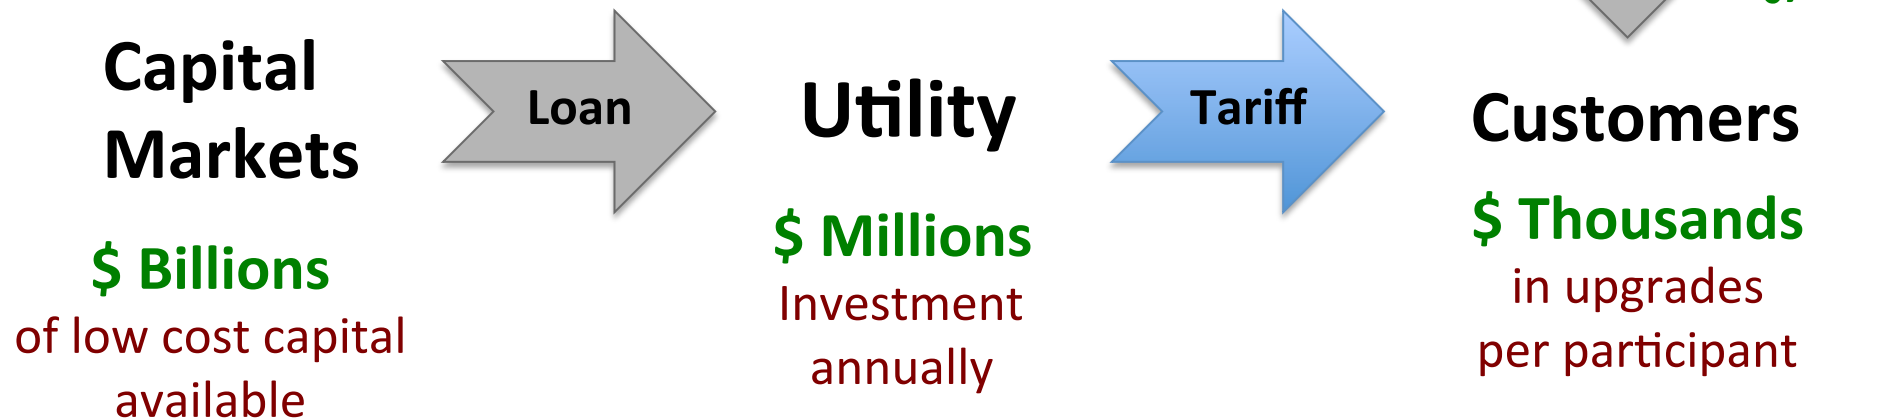 Capital
Markets
$ Billions
of low cost capital
available
Loan
Utility
$ Millions
Investment
annually
Tariff
Customers
$ Thousands
in upgrades
per participant